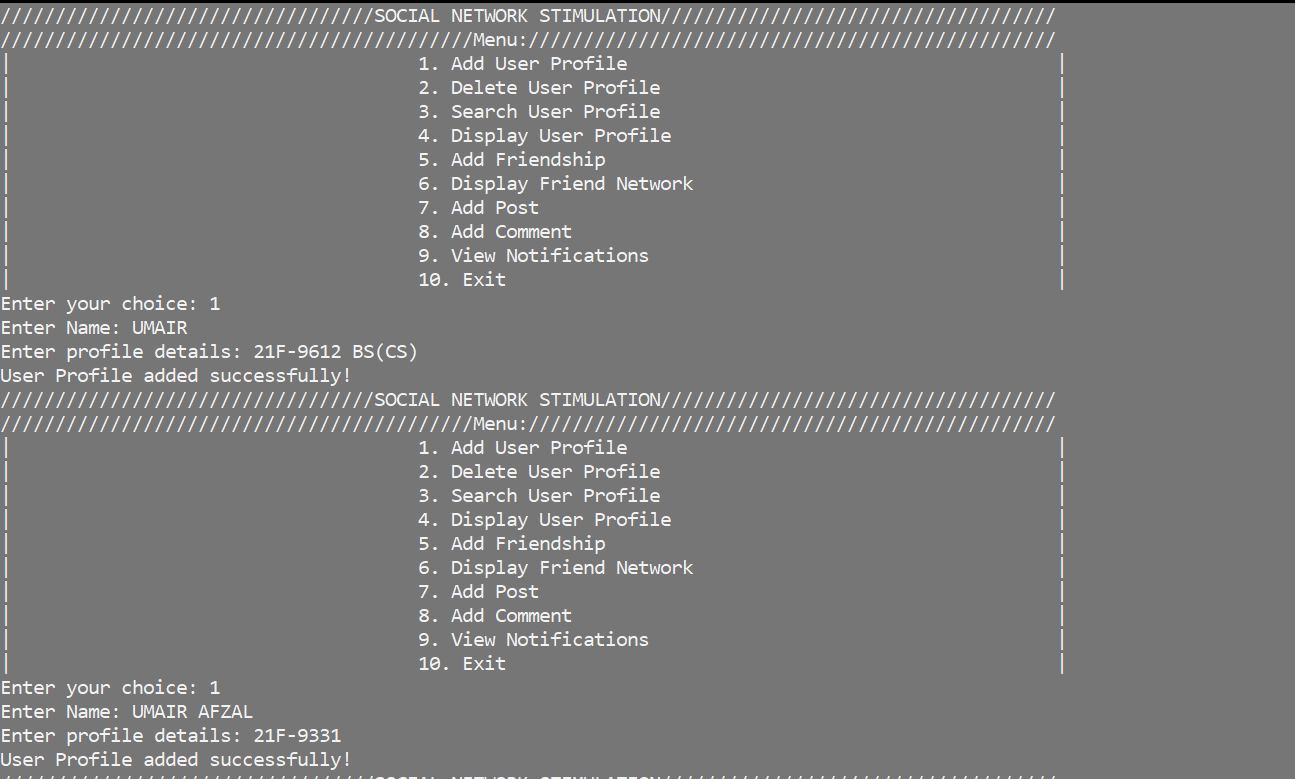 //////////////////////////////////SOCIAL NETWORK STIMULATION////////////////////////////////////
///////////////////////////////////////////Menu:////////////////////////////////////////////////
| 1. Add User Profile |
| 2. Delete User Profile |
| 3. Search User Profile |
| 4. Display User Profile |
| 5. Add Friendship |
| 6. Display Friend Network |
| 7. Add Post |
| 8. Add Comment |
| 9. View Notifications |
| 10. Exit |
Enter your choice: 1
Enter Name: UMAIR
Enter profile details: 21F-9612 BS(CS)
User Profile added successfully!
//////////////////////////////////SOCIAL NETWORK STIMULATION////////////////////////////////////
///////////////////////////////////////////Menu:////////////////////////////////////////////////
| 1. Add User Profile |
| 2. Delete User Profile |
| 3. Search User Profile |
| 4. Display User Profile |
| 5. Add Friendship |
| 6. Display Friend Network |
| 7. Add Post |
| 8. Add Comment |
| 9. View Notifications |
| 10. Exit |
Enter your choice: 1
Enter Name: UMAIR AFZAL
Enter profile details: 21F-9331
User Profile added successfully!
//////////////////////////////////SOCIAL NETWORK STIMULATION////////////////////////////////////